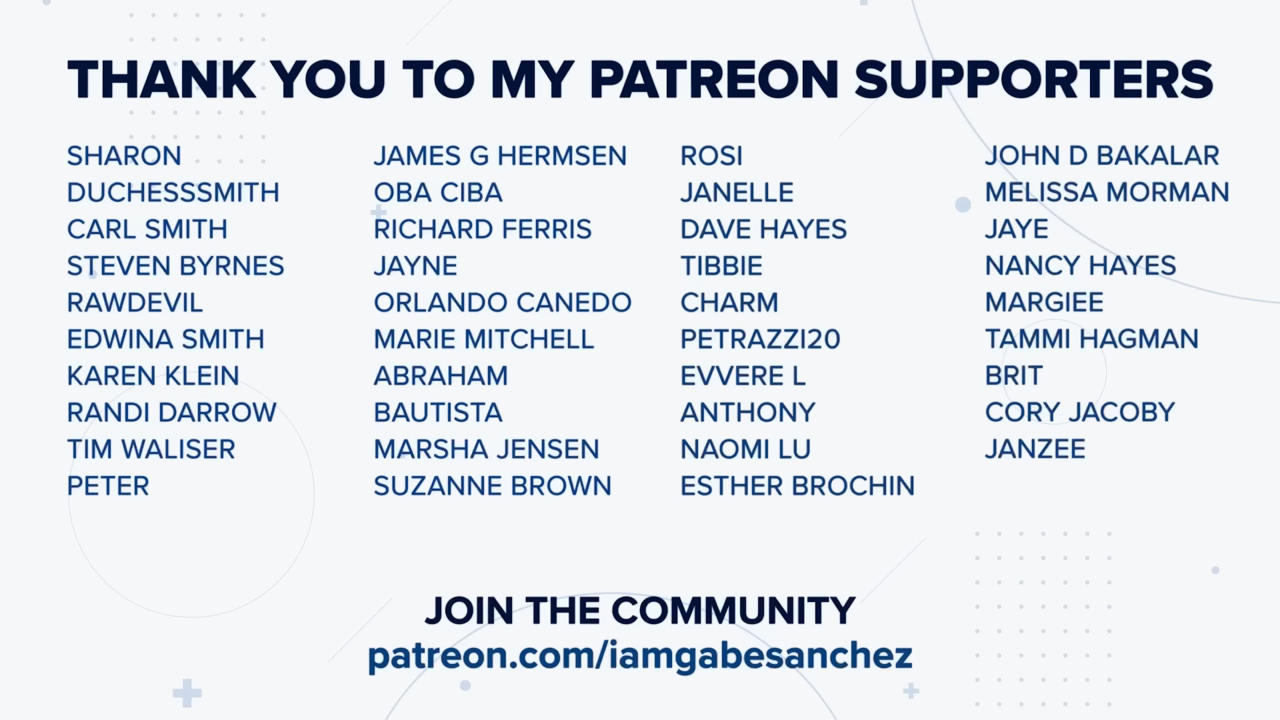 THANK YOU TO MY PATREON SUPPORTERS
SHARON
DUCHESSSMITH
CARL SMITH
STEVEN BYRNES
RAWDEVIL
EDWINA SMITH
KAREN KLEIN
RANDI DARROW
TIM WALISER
PETER
JAMES G HERMSEN
OBA CIBA
RICHARD FERRIS
JAYNE
ORLANDO CANEDO
MARIE MITCHELL
ABRAHAM
BAUTISTA
MARSHA JENSEN
SUZANNE BROWN
ROSI
JANELLE
DAVE HAYES
TIBBIE
CHARM
PETRAZZI20
EVVERE L
ANTHONY
NAOMI LU
ESTHER BROCHIN
JOHN D BAKALAR
MELISSA MORMAN
JAYE
NANCY HAYES
MARGIEE
TAMMI HAGMAN
BRIT
CORY JACOBY
JANZEE
JOIN THE COMMUNITY
patreon.com/iamgabesanchez